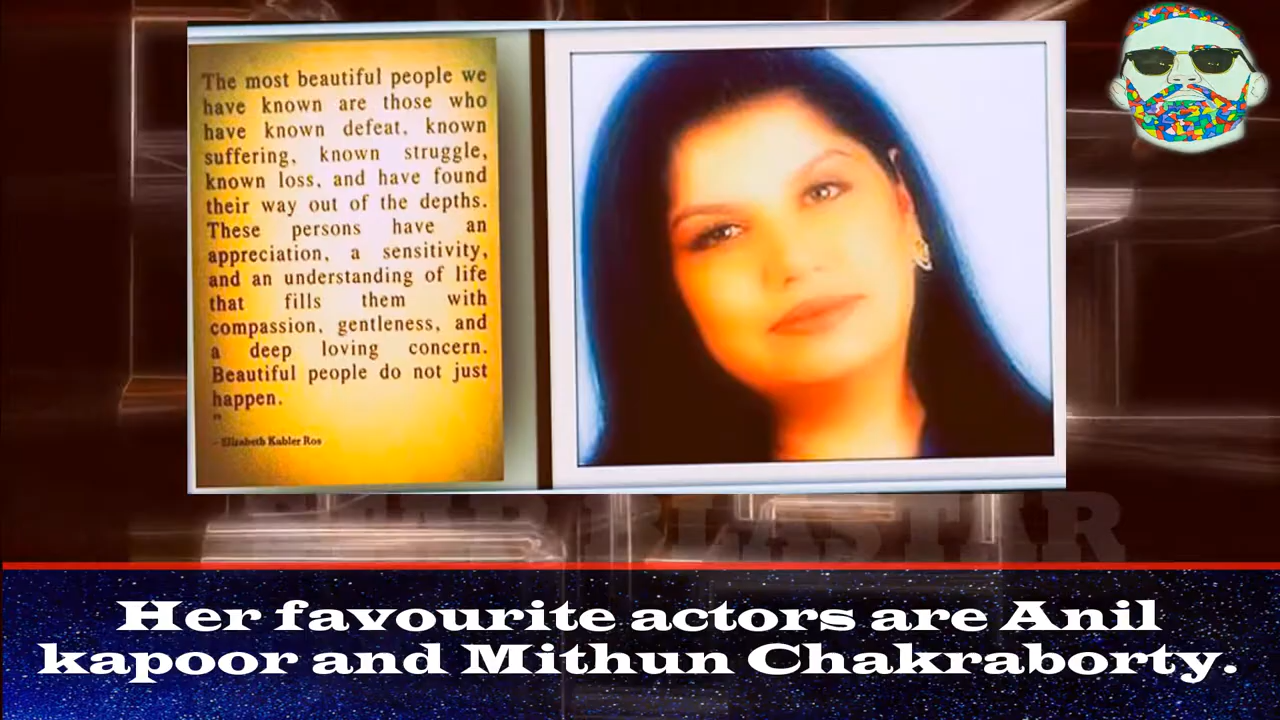 The most beautiful people we
have known are those who
have known defeat, known
suffering, known struggle,
known loss, and have found
their way out of the depths.
These persons have an
appreciation, a sensitivity,
and an understanding of life
that fills them with
compassion, gentleness, and
a deep loving concern.
Beautiful people do not just
happen.
"
- Elizabeth Kubler Ros
STAR BLASTAR
Her favourite actors are Anil
kapoor and Mithun Chakraborty.